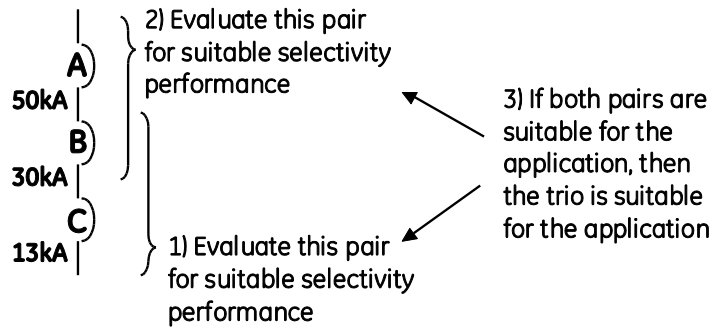 A
50kA
B
30kA
C
13kA
2) Evaluate this pair
for suitable selectivity
performance
1) Evaluate this pair
for suitable selectivity
performance
3) If both pairs are
suitable for the
application, then
the trio is suitable
for the application